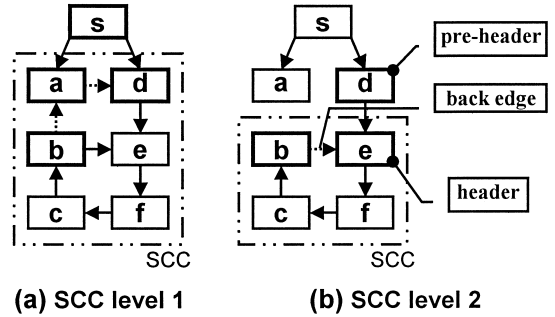 s
a
d
b
e
c
f
SCC
(a) SCC level 1
s
a
d
b
e
c
f
SCC
(b) SCC level 2
pre-header
back edge
header